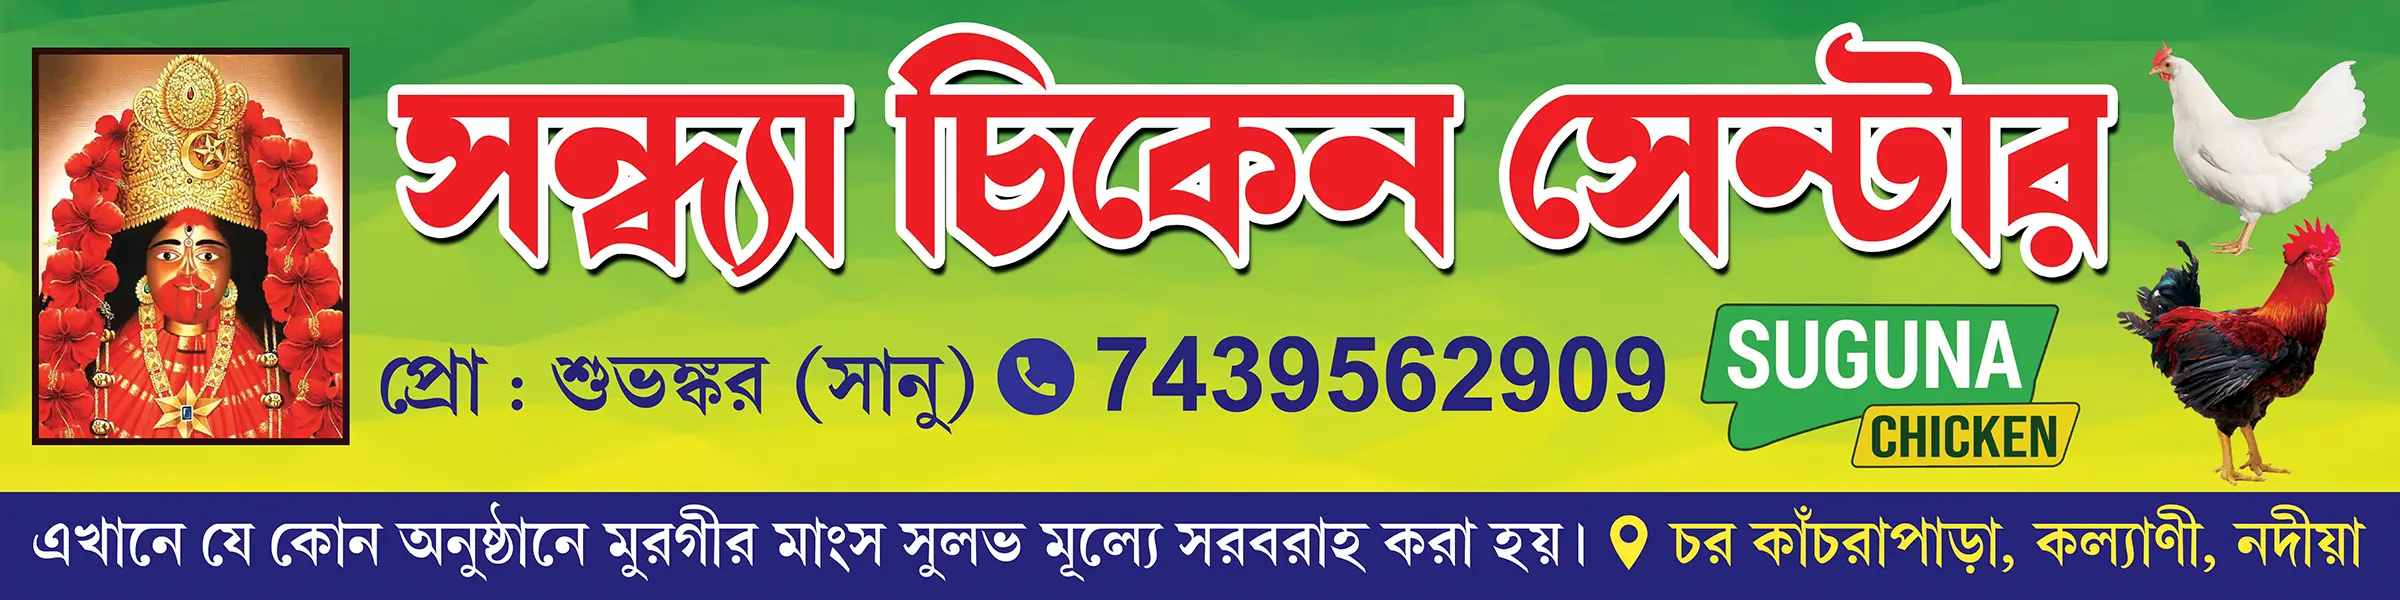 সন্ধ্যা চিকেন সেন্টার
প্রো : শুভঙ্কর (সানু) 7439562909
SUGUNA
CHICKEN
এখানে যে কোন অনুষ্ঠানে মুরগীর মাংস সুলভ মূল্যে সরবরাহ করা হয়। চর কাঁচরাপাড়া, কল্যাণী, নদীয়া